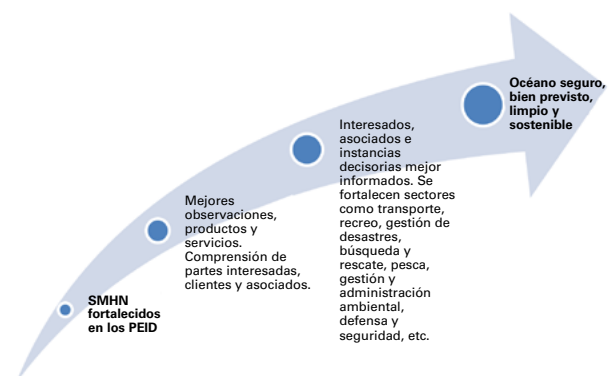 SMHN
fortalecidos
en los PEID
Mejores
observaciones,
productos y
servicios.
Comprensión de
partes interesadas,
clientes y asociados.
Interesados,
asociados e
instancias
decisorias mejor
informados. Se
fortalecen sectores
como transporte,
recreo, gestión de
desastres,
búsqueda y
rescate, pesca,
gestión y
administración
ambiental,
defensa y
seguridad, etc.
Océano seguro,
bien previsto,
limpio y
sostenible